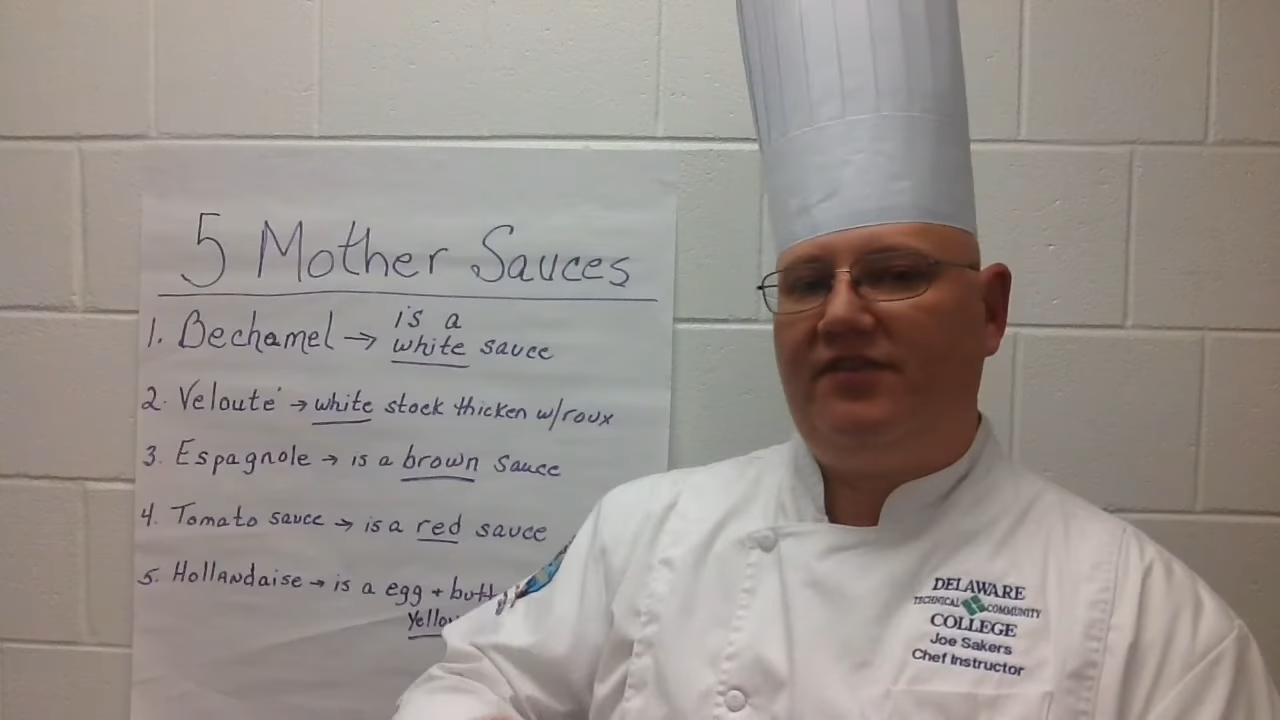 5 Mother Sauces
1. Bechamel → is a
white sauce
2. Velouté → white stock thicken w/roux
3. Espagnole → is a brown sauce
4. Tomato sauce → is a red sauce
5. Hollandaise → is a egg +
DELAWARE
TECHNICAL COMMUNITY
COLLEGE
Joe Sakers
Chef Instructor